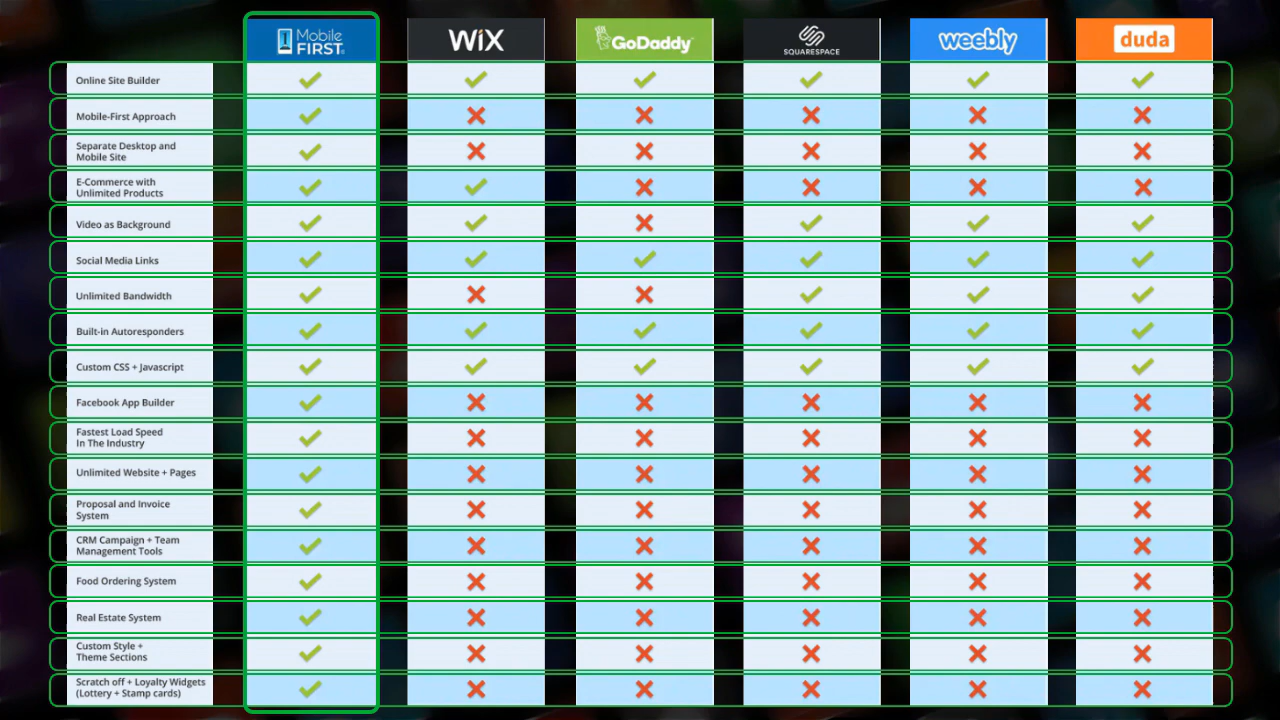 Mobile
FIRST
WiX
GoDaddy
SQUARESPACE
weebly
duda
Online Site Builder
Mobile-First Approach
Separate Desktop and
Mobile Site
E-Commerce with
Unlimited Products
Video as Background
Social Media Links
Unlimited Bandwidth
Built-in Autoresponders
Custom CSS + Javascript
Facebook App Builder
Fastest Load Speed
In The Industry
Unlimited Website + Pages
Proposal and Invoice
System
CRM Campaign + Team
Management Tools
Food Ordering System
Real Estate System
Custom Style +
Theme Sections
Scratch off + Loyalty Widgets
(Lottery + Stamp cards)